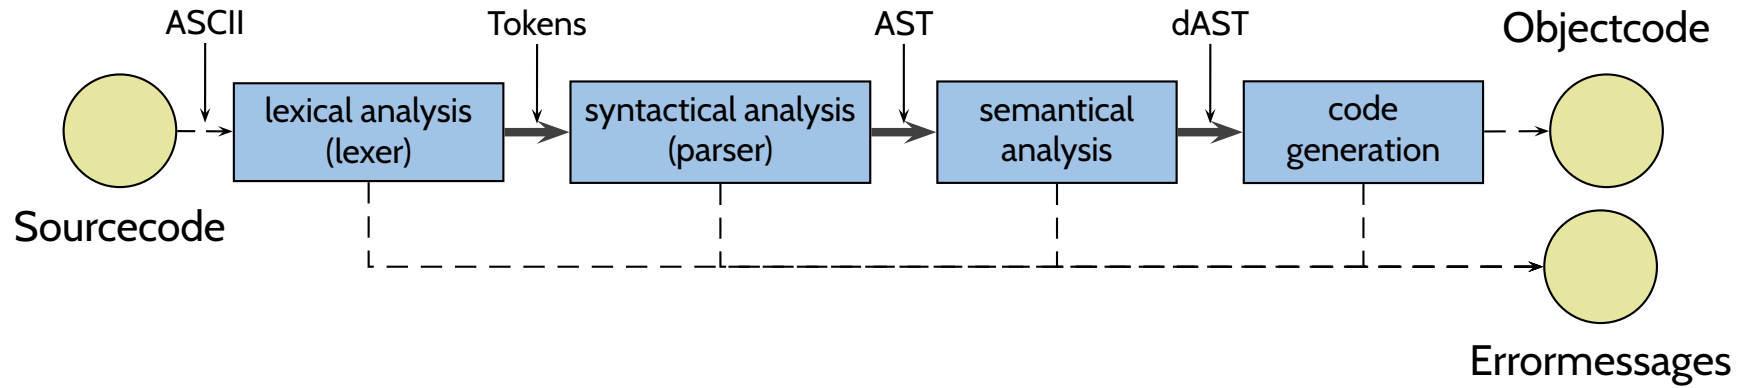 ASCII
Tokens
AST
dAST
Objectcode
lexical analysis
(lexer)
syntactical analysis
(parser)
semantical
analysis
code
generation
Sourcecode
Errormessages